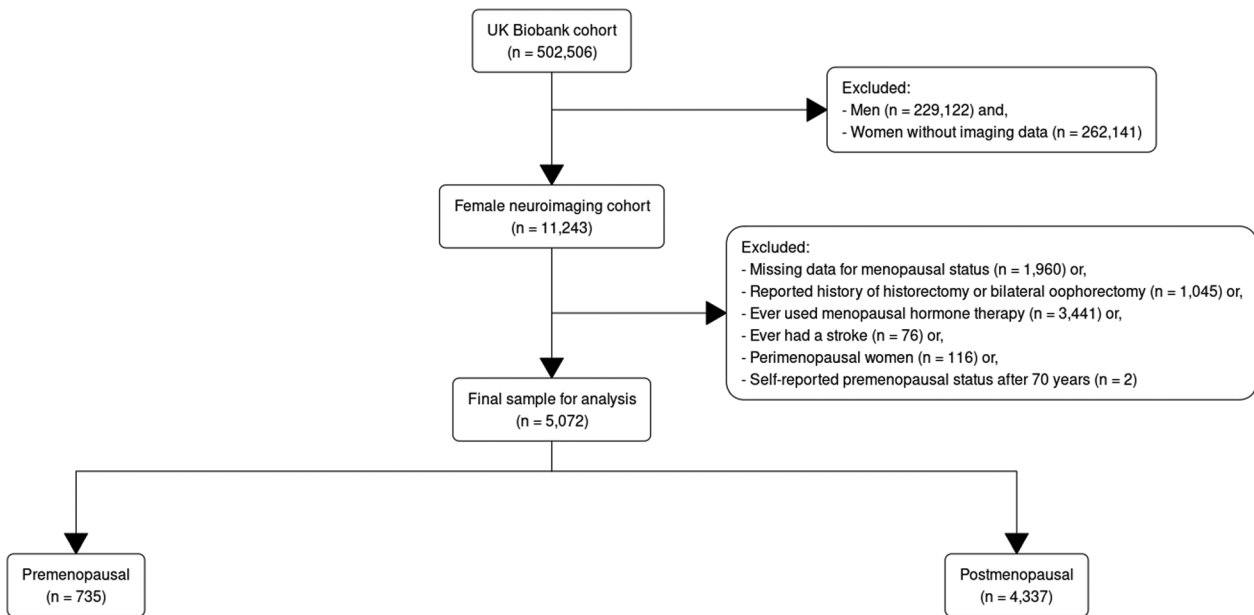 UK Biobank cohort
(n = 502,506)
Excluded:
- Men (n = 229,122) and,
- Women without imaging data (n = 262,141)
Female neuroimaging cohort
(n = 11,243)
Excluded:
- Missing data for menopausal status (n = 1,960) or,
- Reported history of historectomy or bilateral oophorectomy (n = 1,045) or,
- Ever used menopausal hormone therapy (n = 3,441) or,
- Ever had a stroke (n = 76) or,
- Perimenopausal women (n = 116) or,
- Self-reported premenopausal status after 70 years (n = 2)
Final sample for analysis
(n = 5,072)
Premenopausal
(n = 735)
Postmenopausal
(n = 4,337)